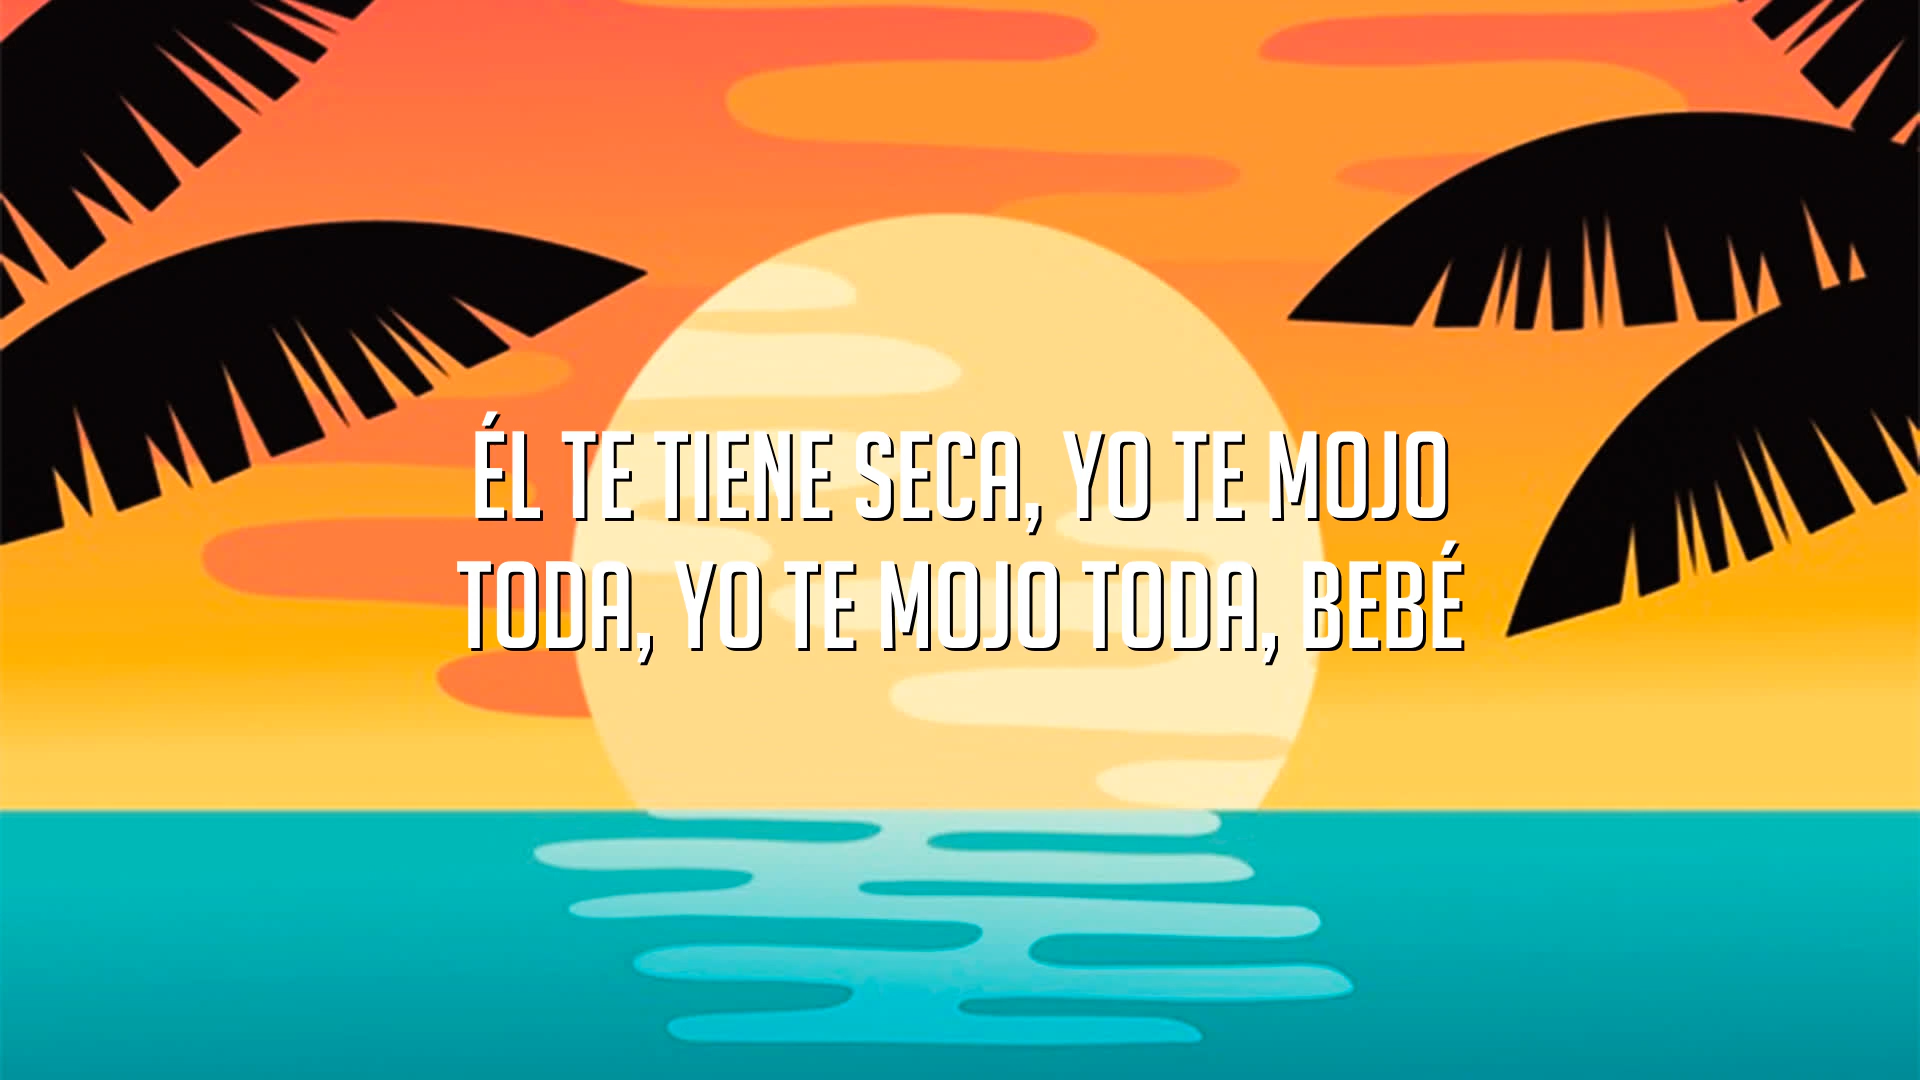 ÉL TE TIENE SECA, YO TE MOJO
TODA, YO TE MOJO TODA, BEBÉ